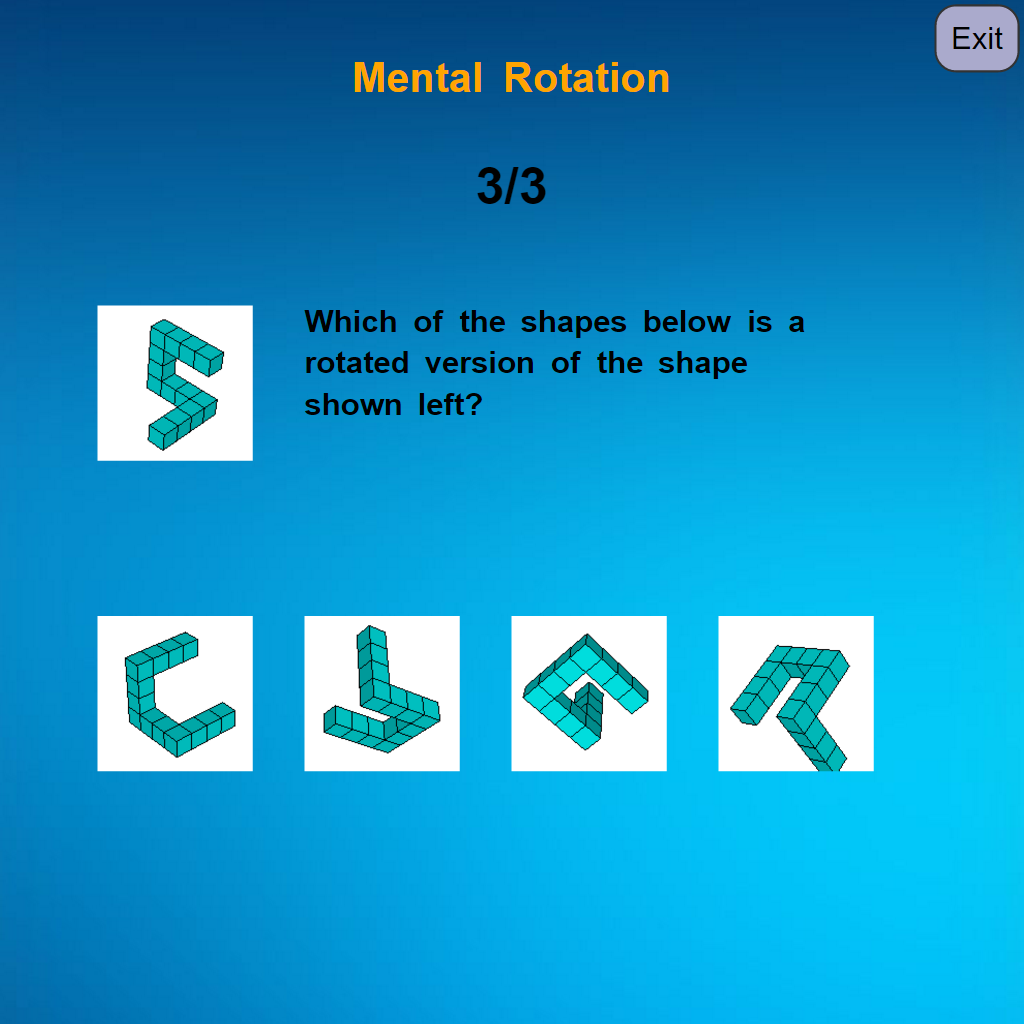 Exit
Mental Rotation
3/3
Which of the shapes below is a
rotated version of the shape
shown left?